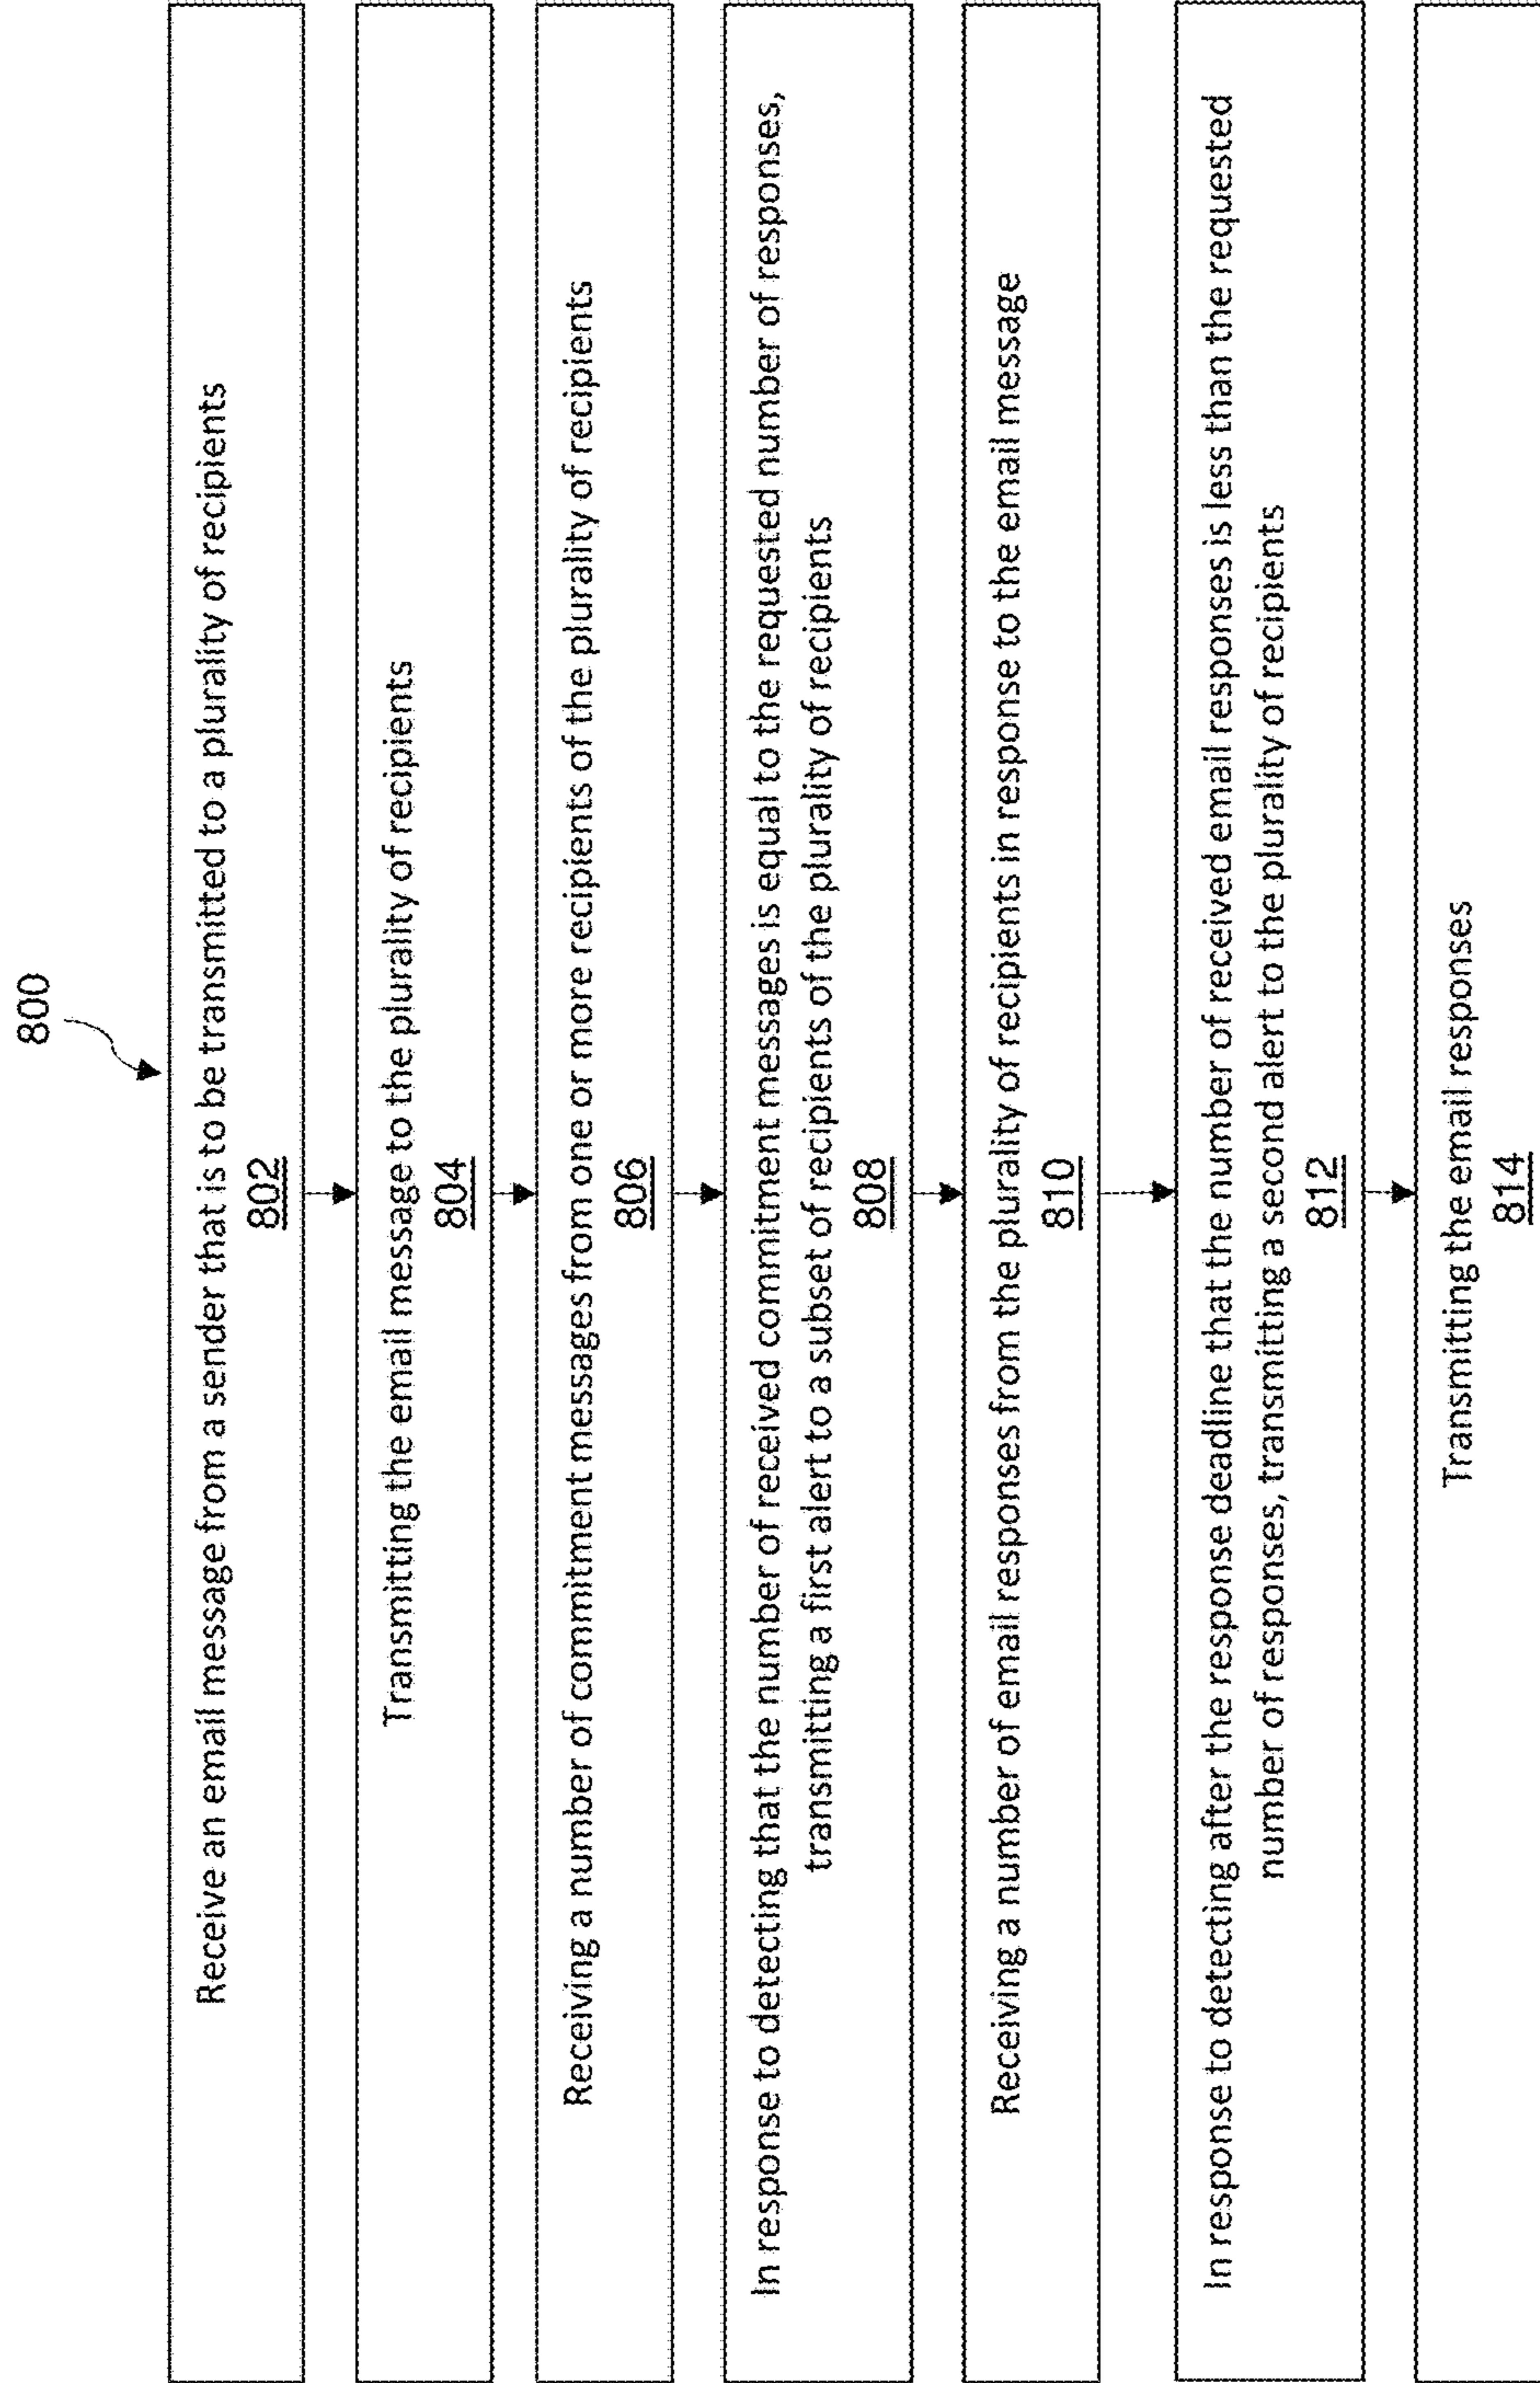 800
Receive an email message from a sender that is to be transmitted to a plurality of recipients
802
Transmitting the email message to the plurality of recipients
804
Receiving a number of commitment messages from one or more recipients of the plurality of recipients
806
In response to detecting that the number of received commitment messages is equal to the requested number of responses,
transmitting a first alert to a subset of recipients of the plurality of recipients
808
Receiving a number of email responses from the plurality of recipients in response to the email message
810
In response to detecting after the response deadline that the number of received email responses is less than the requested
number of responses, transmitting a second alert to the plurality of recipients
812
Transmitting the email responses
814